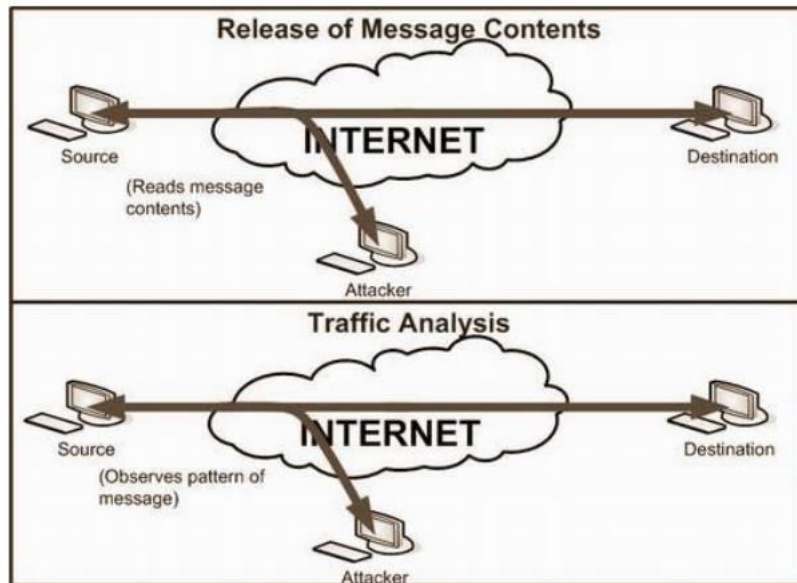 Release of Message Contents
INTERNET
Source
Destination
(Reads message
contents)
Attacker
Traffic Analysis
INTERNET
Source
Destination
(Observes pattern of
message)
Attacker